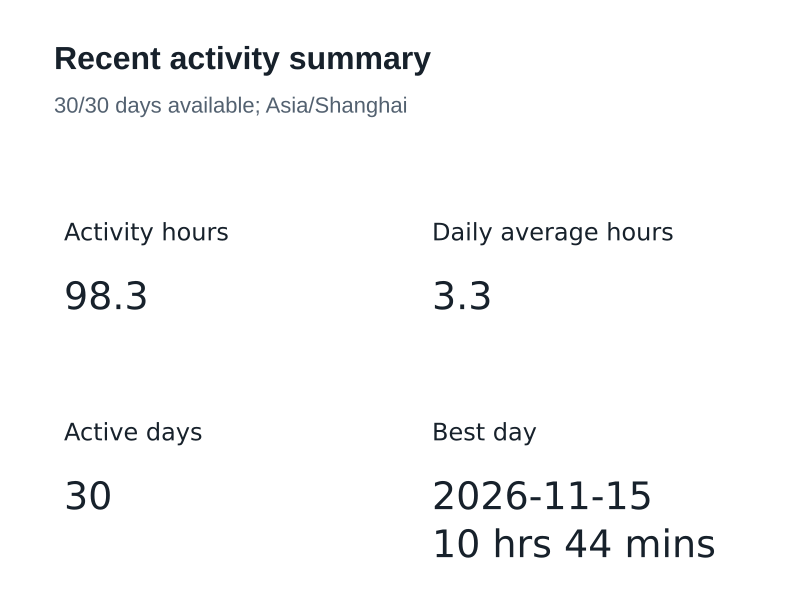 Recent activity summary
30/30 days available; Asia/Shanghai
Activity hours
98.3
Daily average hours
3.3
Active days
30
Best day
2026-11-15
10 hrs 44 mins